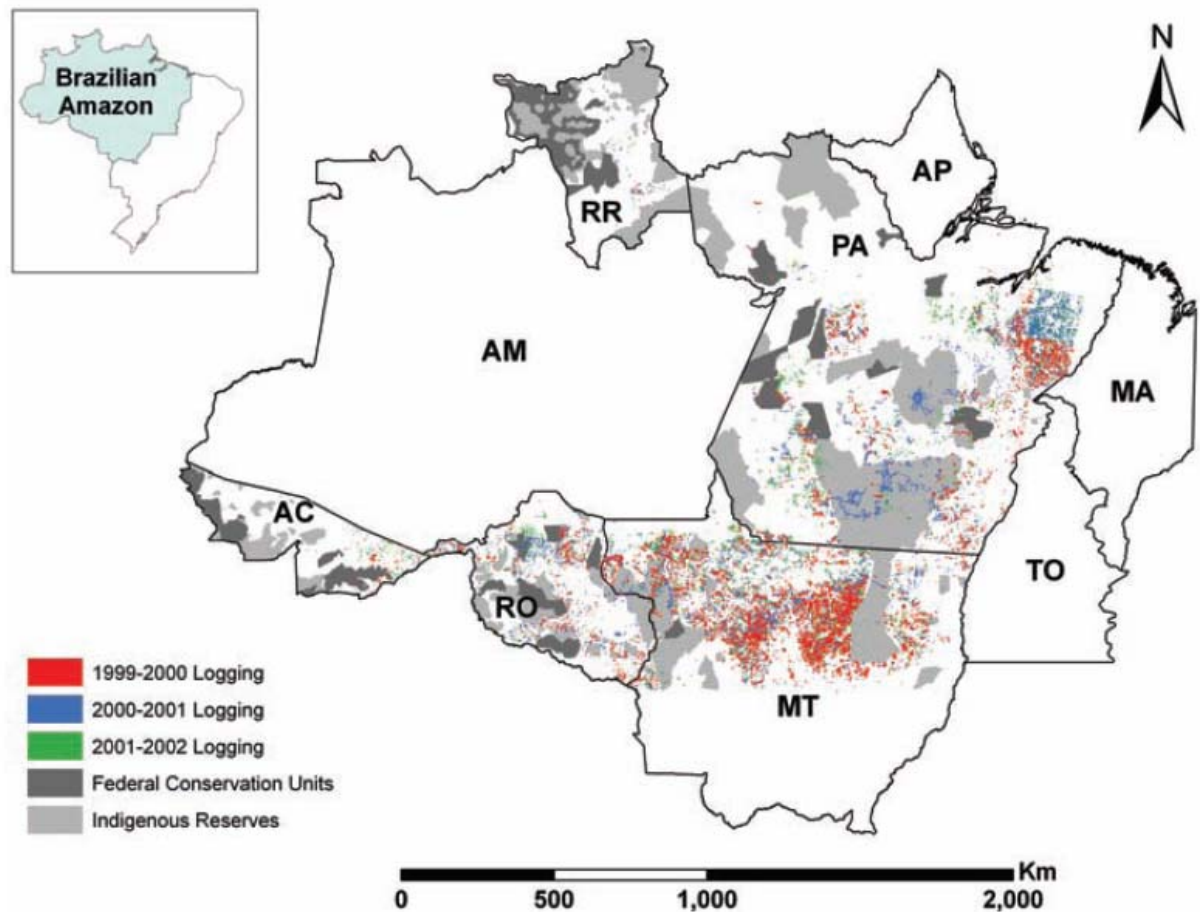 Brazilian
Amazon
N
AP
RR
PA
AM
MA
AC
TO
RO
MT
1999-2000 Logging
2000-2001 Logging
2001-2002 Logging
Federal Conservation Units
Indigenous Reserves
Km
0 500 1,000 2,000